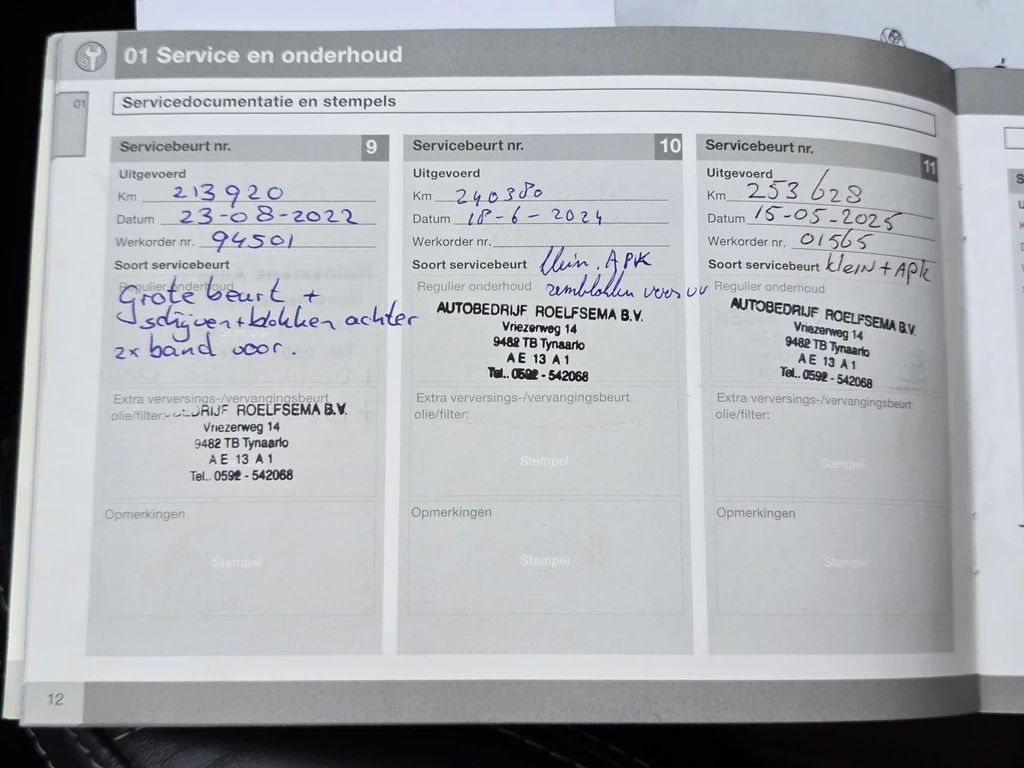 01 Service en onderhoud
01
Servicedocumentatie en stempels
Servicebeurt nr. 9
Uitgevoerd
Km 213920
Datum 23-08-2022
Werkorder nr. 94501
Soort servicebeurt
Regulier onderhoud
Grote beurt +
schijven + blokken achter
2x band voor.
Extra verversings-/vervangingsbeurt
olie/filter:
DRIJF ROELFSEMA B.V.
Vriezerweg 14
9482 TB Tynaarlo
AE 13 A1
Tel.. 0592 - 542068
Opmerkingen
Stempel
Servicebeurt nr. 10
Uitgevoerd
Km 240380
Datum 18-6-2024
Werkorder nr.
Soort servicebeurt klein. APK
Regulier onderhoud remblokken
AUTOBEDRIJF ROELFSEMA B.V.
Vriezerweg 14
9482 TB Tynaarlo
AE 13 A1
Tel.. 0592 - 542068
Extra verversings-/vervangingsbeurt
olie/filter:
Stempel
Opmerkingen
Stempel
Servicebeurt nr. 11
Uitgevoerd
Km 253628
Datum 15-05-2025
Werkorder nr. 01565
Soort servicebeurt klein + APK
Regulier onderhoud
AUTOBEDRIJF ROELFSEMA B.V.
Vriezerweg 14
9482 TB Tynaarlo
AE 13 A1
Tel.. 0592 - 542068
Extra verversings-/vervangingsbeurt
olie/filter:
Stempel
Opmerkingen
Stempel
12